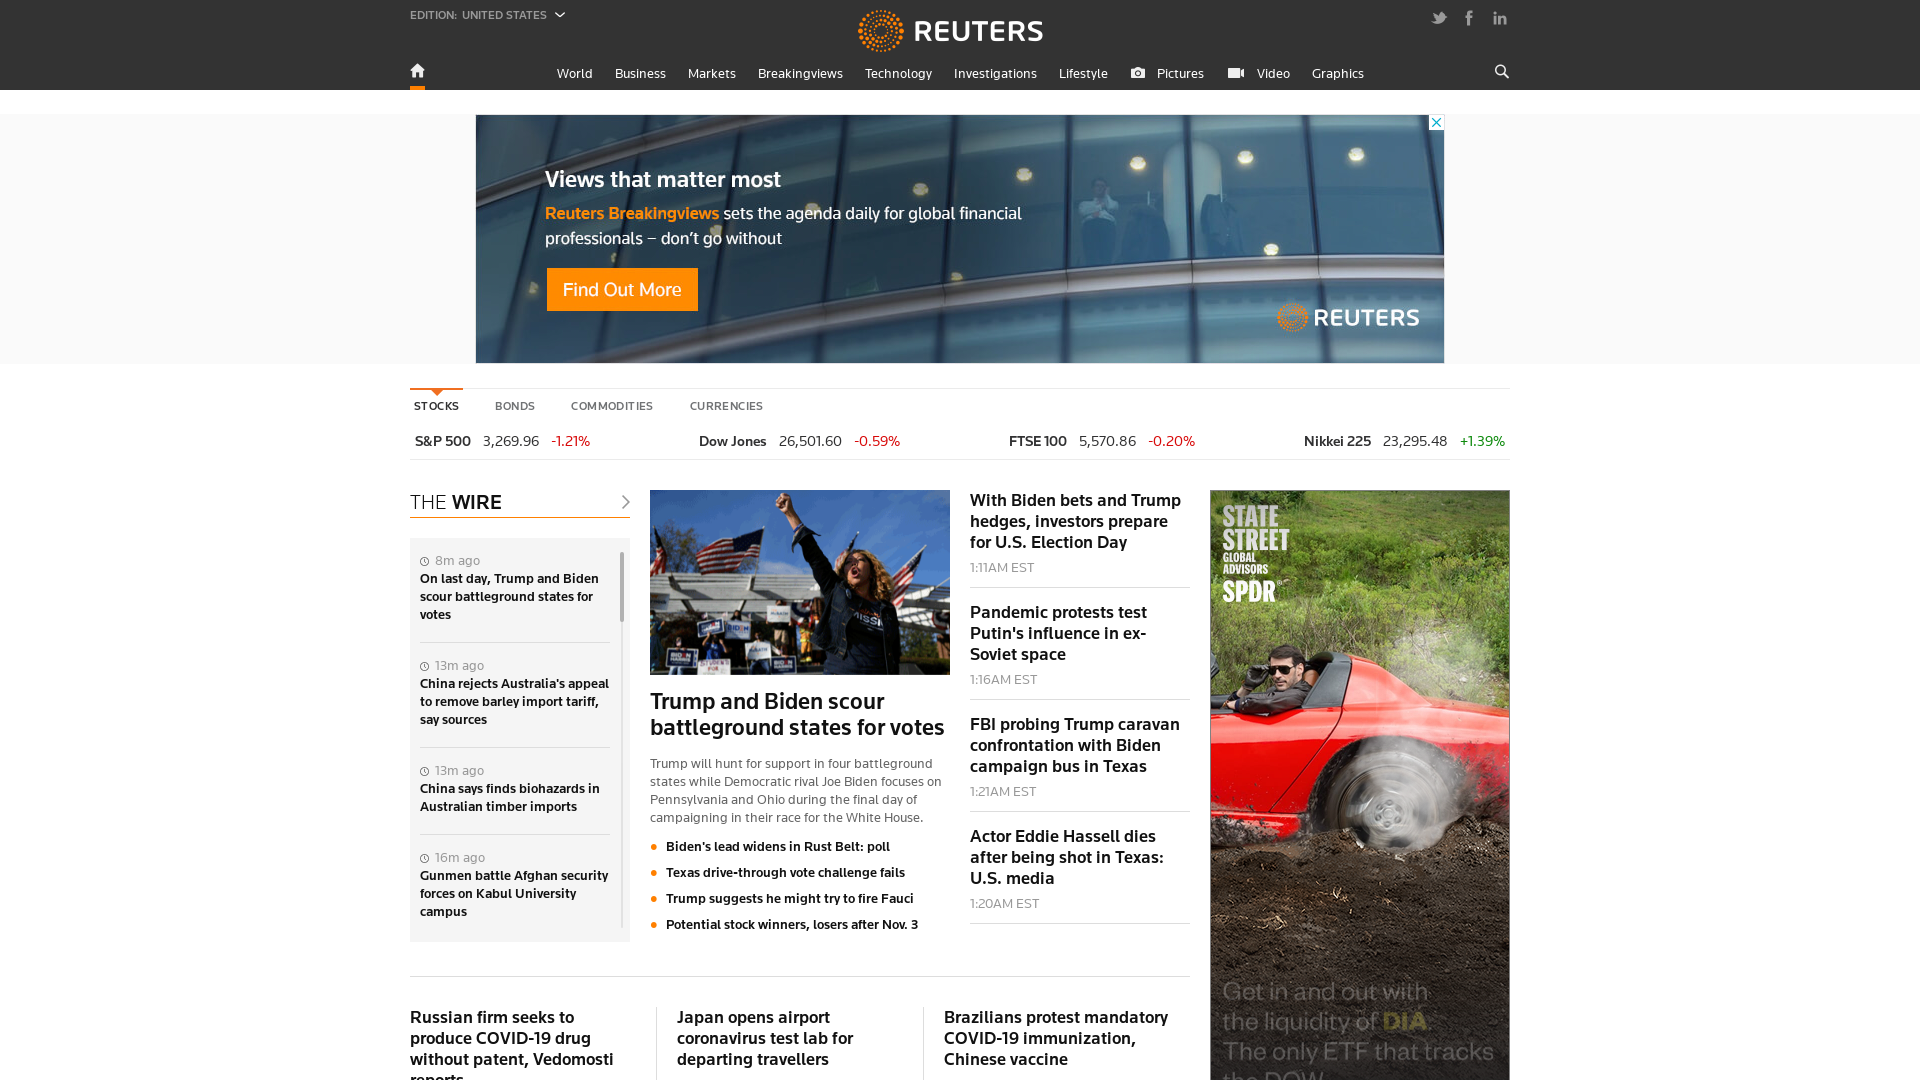 EDITION: UNITED STATES
REUTERS
World Business Markets Breakingviews Technology Investigations Lifestyle Pictures Video Graphics
Views that matter most
Reuters Breakingviews sets the agenda daily for global financial
professionals – don't go without
Find Out More
REUTERS
STOCKS BONDS COMMODITIES CURRENCIES
S&P 500 3,269.96 -1.21% Dow Jones 26,501.60 -0.59% FTSE 100 5,570.86 -0.20% Nikkei 225 23,295.48 +1.39%
THE WIRE
8m ago
On last day, Trump and Biden
scour battleground states for
votes
13m ago
China rejects Australia's appeal
to remove barley import tariff,
say sources
13m ago
China says finds biohazards in
Australian timber imports
16m ago
Gunmen battle Afghan security
forces on Kabul University
campus
BIDEN
BIDEN
Trump and Biden scour
battleground states for votes
Trump will hunt for support in four battleground
states while Democratic rival Joe Biden focuses on
Pennsylvania and Ohio during the final day of
campaigning in their race for the White House.
Biden's lead widens in Rust Belt: poll
Texas drive-through vote challenge fails
Trump suggests he might try to fire Fauci
Potential stock winners, losers after Nov. 3
With Biden bets and Trump
hedges, investors prepare
for U.S. Election Day
1:11AM EST
Pandemic protests test
Putin's influence in ex-
Soviet space
1:16AM EST
FBI probing Trump caravan
confrontation with Biden
campaign bus in Texas
1:21AM EST
Actor Eddie Hassell dies
after being shot in Texas:
U.S. media
1:20AM EST
STATE
STREET
GLOBAL
ADVISORS
SPDR®
Get in and out with
the liquidity of DIA.
The only ETF that tracks
the DOW.
Russian firm seeks to
produce COVID-19 drug
without patent, Vedomosti
reports
Japan opens airport
coronavirus test lab for
departing travellers
Brazilians protest mandatory
COVID-19 immunization,
Chinese vaccine